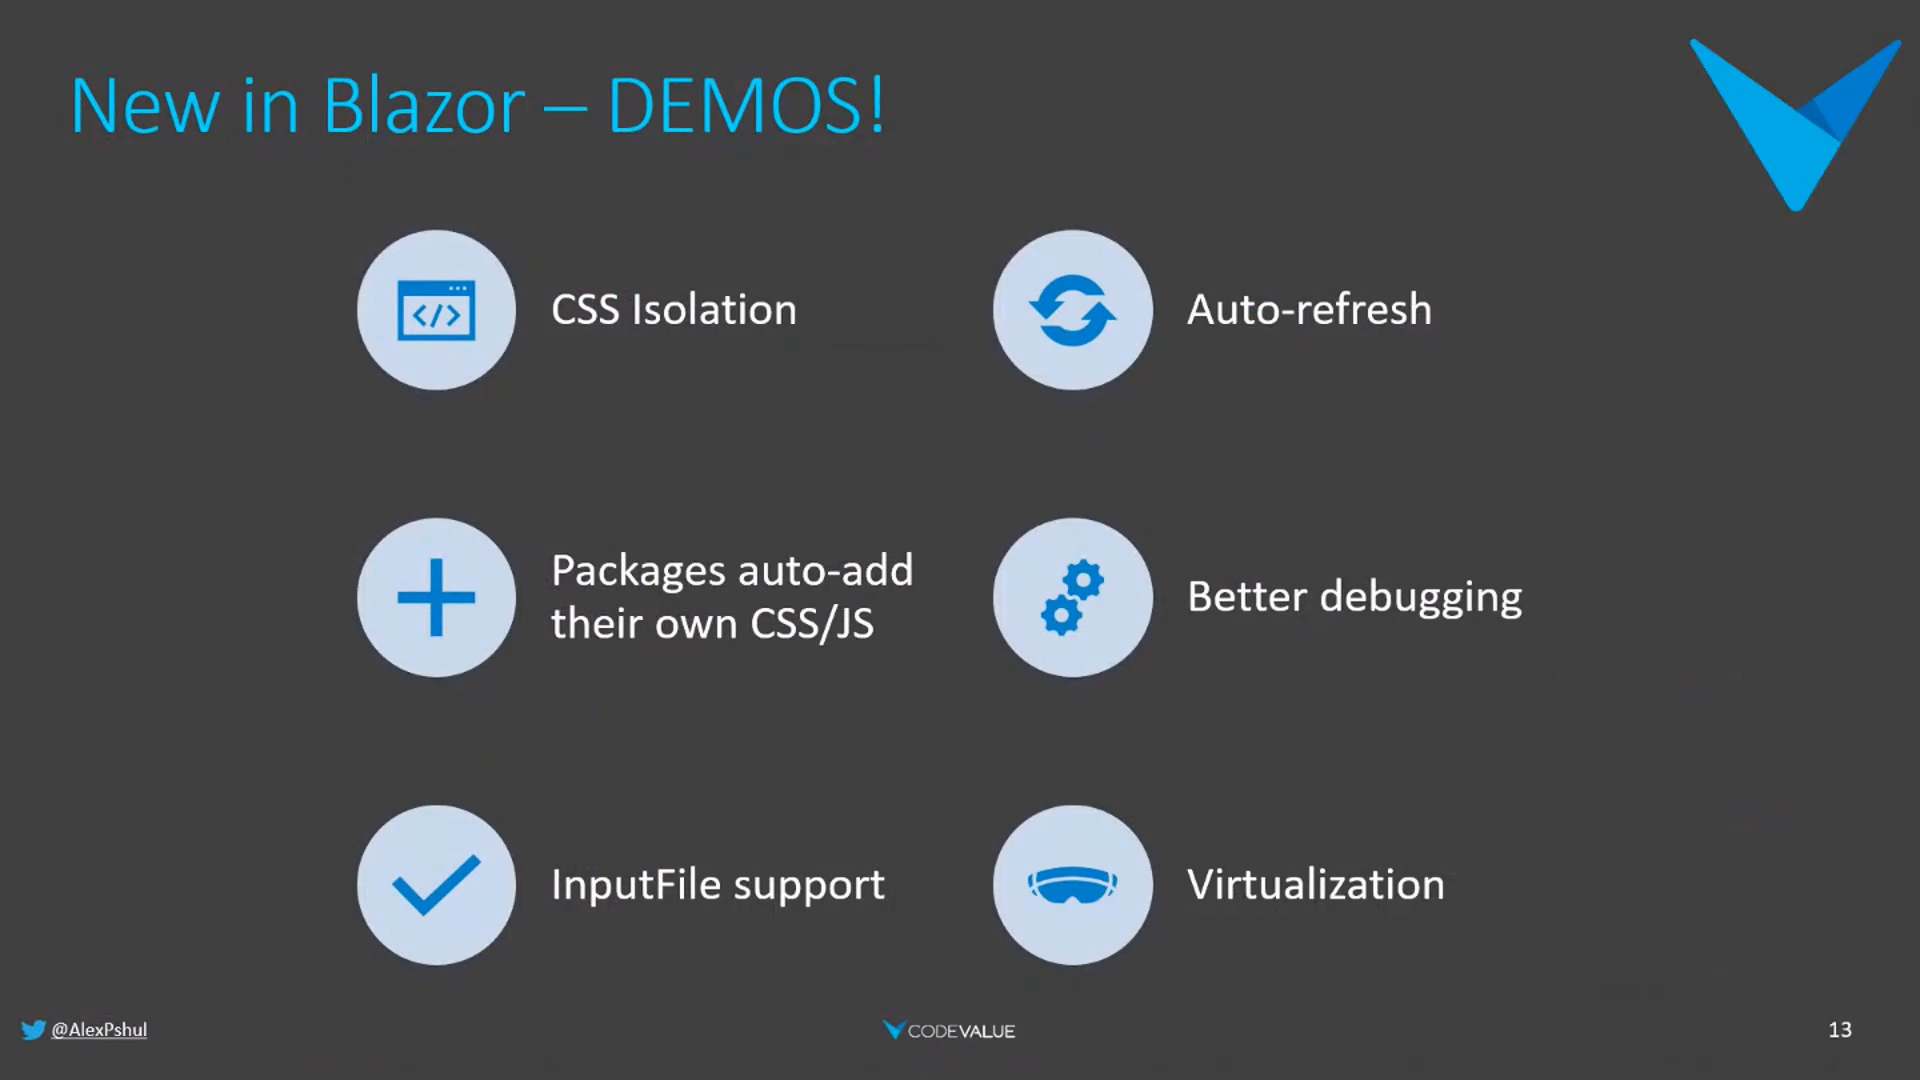 New in Blazor – DEMOS!
CSS Isolation
Auto-refresh
Packages auto-add
their own CSS/JS
Better debugging
InputFile support
Virtualization
@AlexPshul
CODEVALUE
13